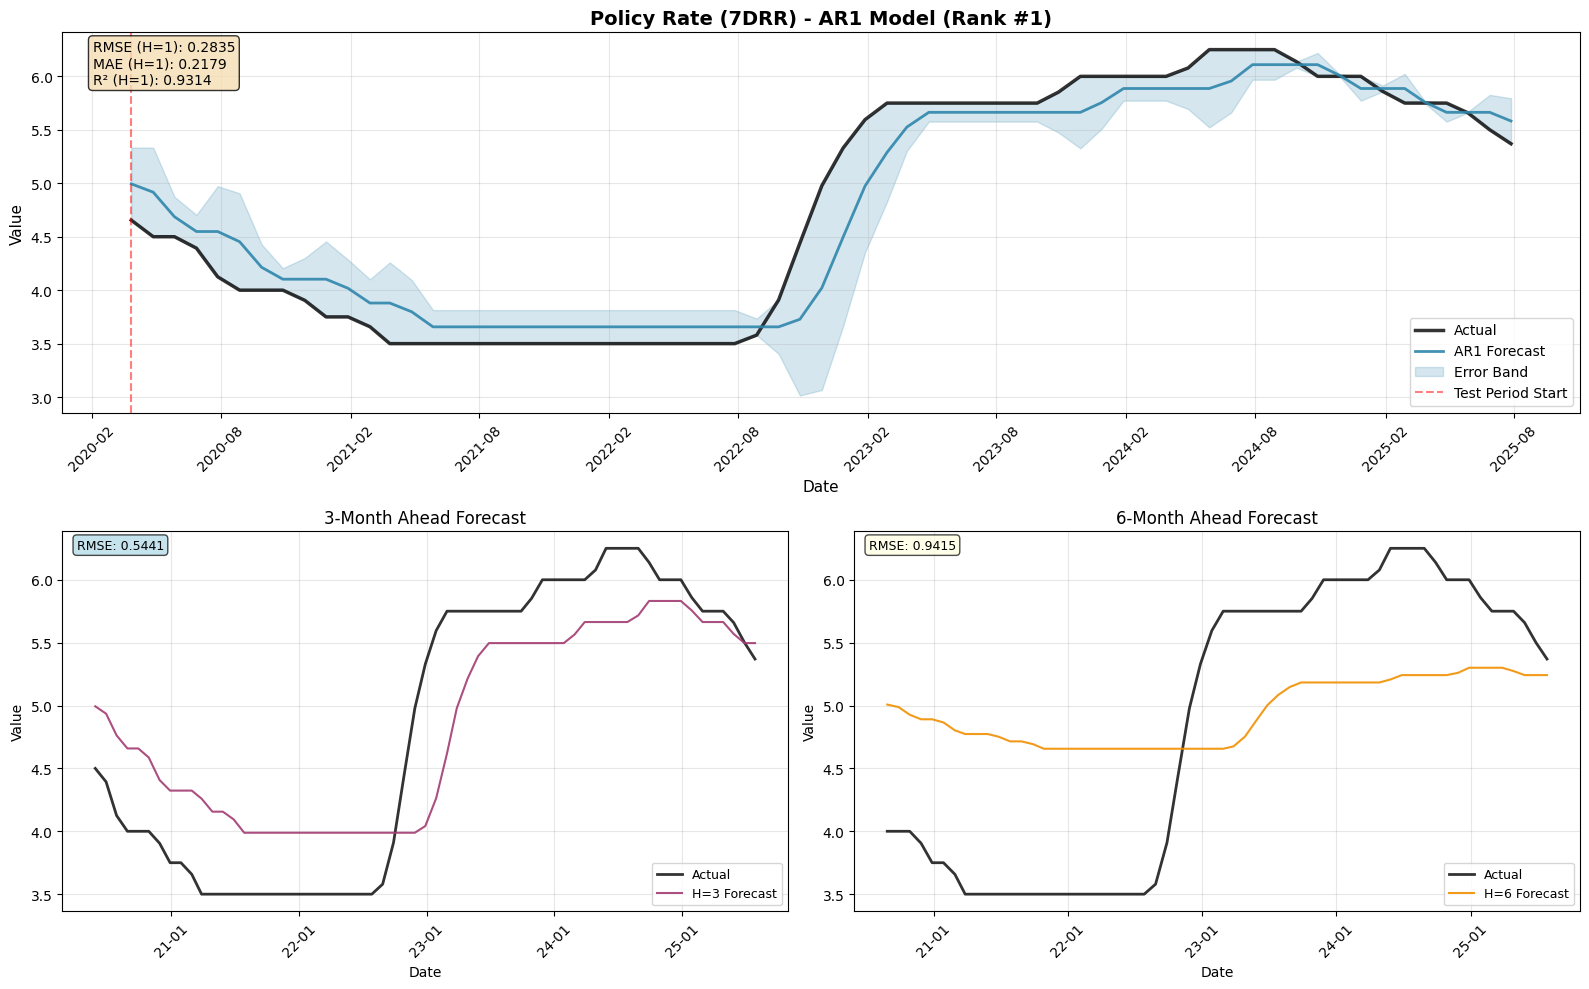 Policy Rate (7DRR) - AR1 Model (Rank #1)
RMSE (H=1): 0.2835
MAE (H=1): 0.2179
R² (H=1): 0.9314
Value
6.0
5.5
5.0
4.5
4.0
3.5
3.0
Actual
AR1 Forecast
Error Band
Test Period Start
2020-02
2020-08
2021-02
2021-08
2022-02
2022-08
2023-02
2023-08
2024-02
2024-08
2025-02
2025-08
Date
3-Month Ahead Forecast
RMSE: 0.5441
Value
6.0
5.5
5.0
4.5
4.0
3.5
Actual
H=3 Forecast
21-01
22-01
23-01
24-01
25-01
Date
6-Month Ahead Forecast
RMSE: 0.9415
Value
6.0
5.5
5.0
4.5
4.0
3.5
Actual
H=6 Forecast
21-01
22-01
23-01
24-01
25-01
Date